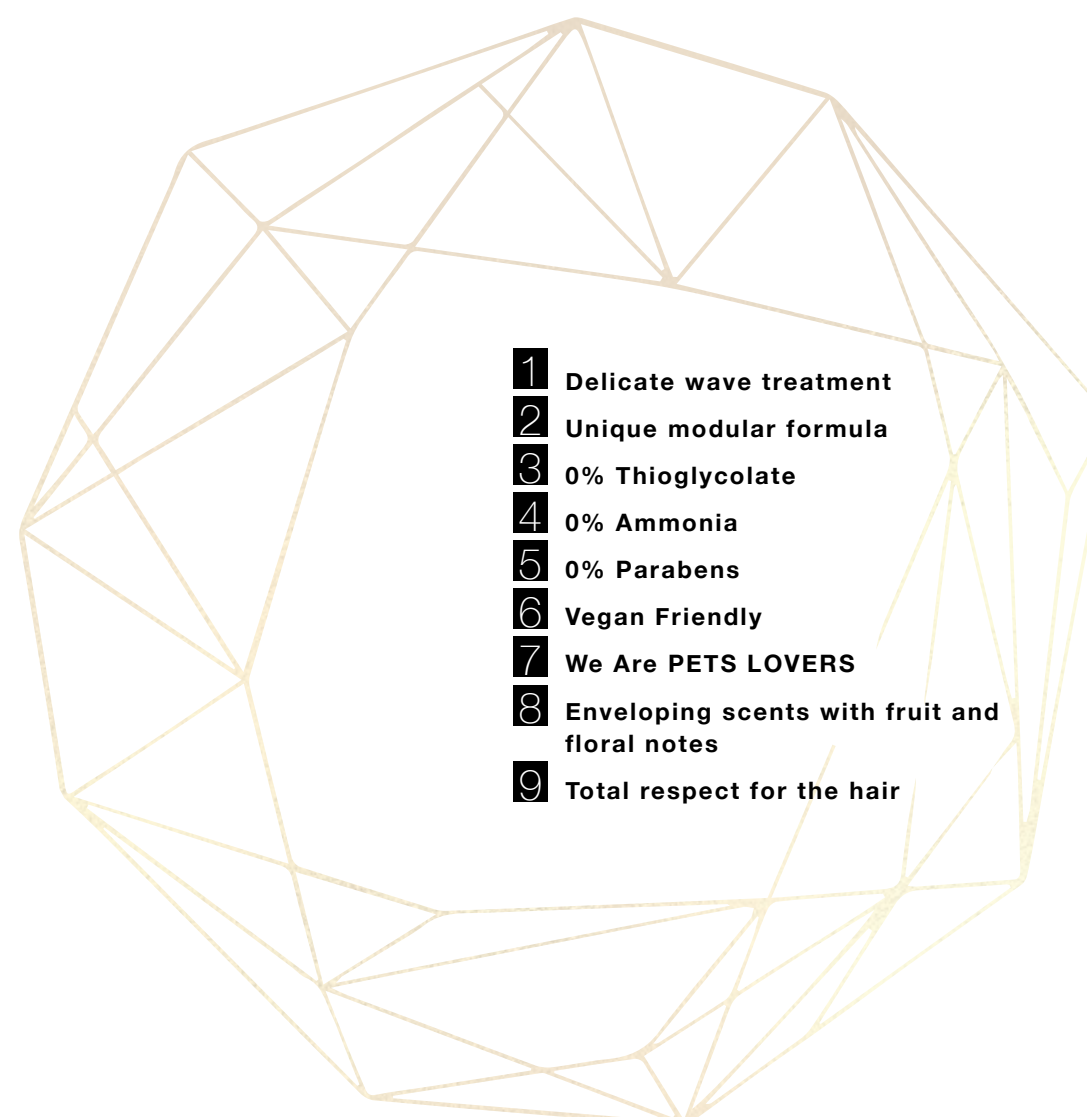 1 Delicate wave treatment
2 Unique modular formula
3 0% Thioglycolate
4 0% Ammonia
5 0% Parabens
6 Vegan Friendly
7 We Are PETS LOVERS
8 Enveloping scents with fruit and
floral notes
9 Total respect for the hair